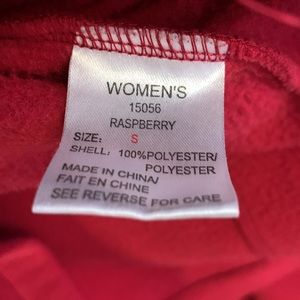 WOMEN'S
15056
RASPBERRY
SIZE: S
SHELL: 100%POLYESTER/
POLYESTER
MADE IN CHINA/
FAIT EN CHINE
SEE REVERSE FOR CARE